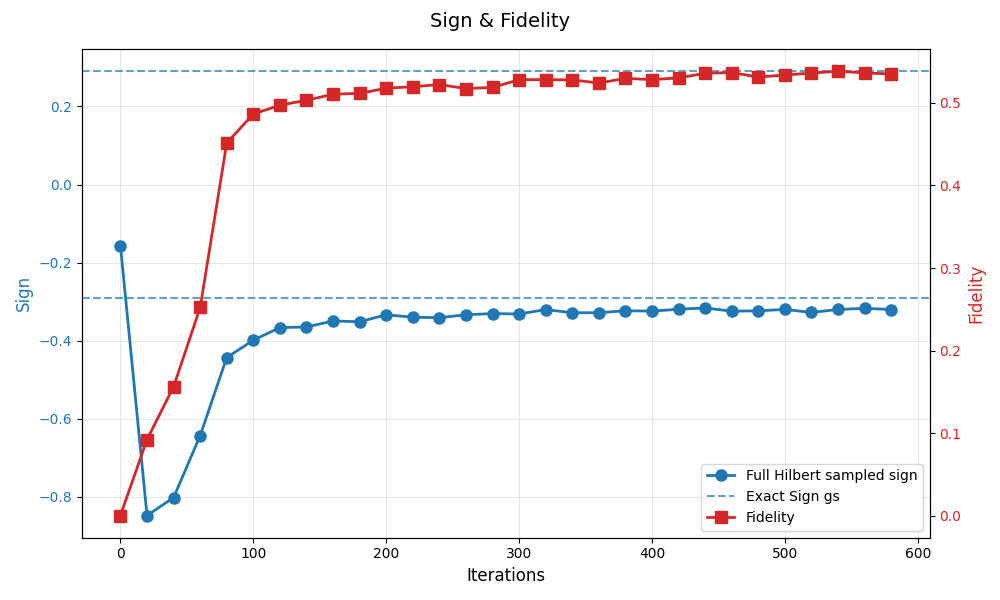 Sign & Fidelity
Sign
0.2
0.0
−0.2
−0.4
−0.6
−0.8
Fidelity
0.5
0.4
0.3
0.2
0.1
0.0
Full Hilbert sampled sign
Exact Sign gs
Fidelity
0 100 200 300 400 500 600
Iterations